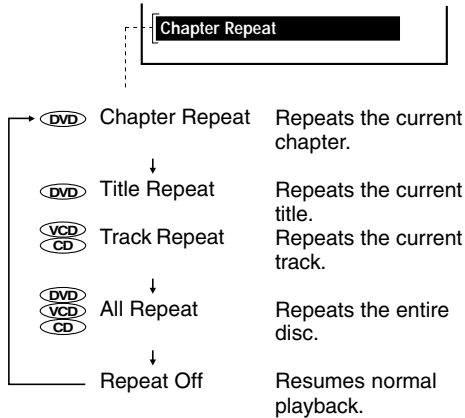 Chapter Repeat
DVD Chapter Repeat Repeats the current
chapter.
DVD Title Repeat Repeats the current
title.
VCD
CD Track Repeat Repeats the current
track.
DVD
VCD
CD All Repeat Repeats the entire
disc.
Repeat Off Resumes normal
playback.